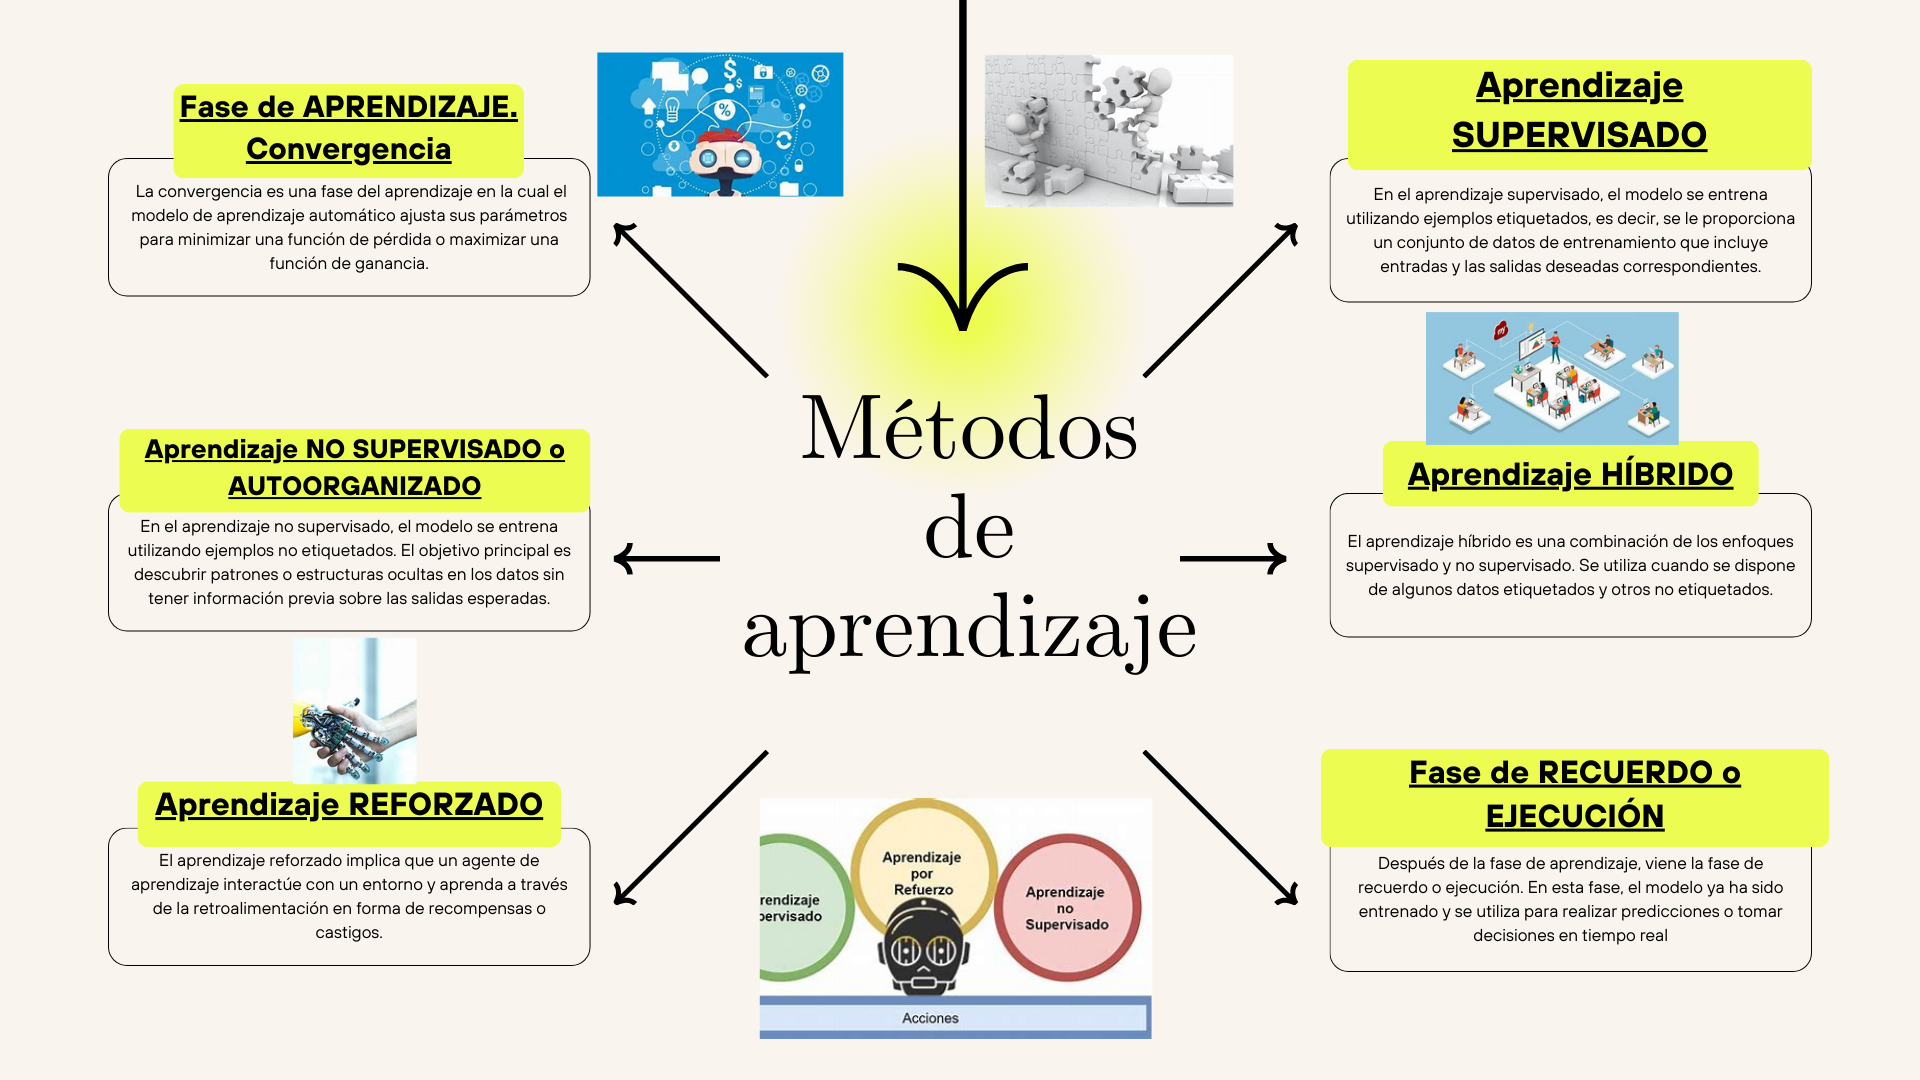 Fase de APRENDIZAJE.
Convergencia
La convergencia es una fase del aprendizaje en la cual el
modelo de aprendizaje automático ajusta sus parámetros
para minimizar una función de pérdida o maximizar una
función de ganancia.
$
$
%
Aprendizaje
SUPERVISADO
En el aprendizaje supervisado, el modelo se entrena
utilizando ejemplos etiquetados, es decir, se le proporciona
un conjunto de datos de entrenamiento que incluye
entradas y las salidas deseadas correspondientes.
Métodos
de
aprendizaje
Aprendizaje NO SUPERVISADO o
AUTOORGANIZADO
En el aprendizaje no supervisado, el modelo se entrena
utilizando ejemplos no etiquetados. El objetivo principal es
descubrir patrones o estructuras ocultas en los datos sin
tener información previa sobre las salidas esperadas.
my
Aprendizaje HÍBRIDO
El aprendizaje híbrido es una combinación de los enfoques
supervisado y no supervisado. Se utiliza cuando se dispone
de algunos datos etiquetados y otros no etiquetados.
Aprendizaje REFORZADO
El aprendizaje reforzado implica que un agente de
aprendizaje interactúe con un entorno y aprenda a través
de la retroalimentación en forma de recompensas o
castigos.
rendizaje
pervisado
Aprendizaje
por
Refuerzo
Aprendizaje
no
Supervisado
Acciones
Fase de RECUERDO o
EJECUCIÓN
Después de la fase de aprendizaje, viene la fase de
recuerdo o ejecución. En esta fase, el modelo ya ha sido
entrenado y se utiliza para realizar predicciones o tomar
decisiones en tiempo real